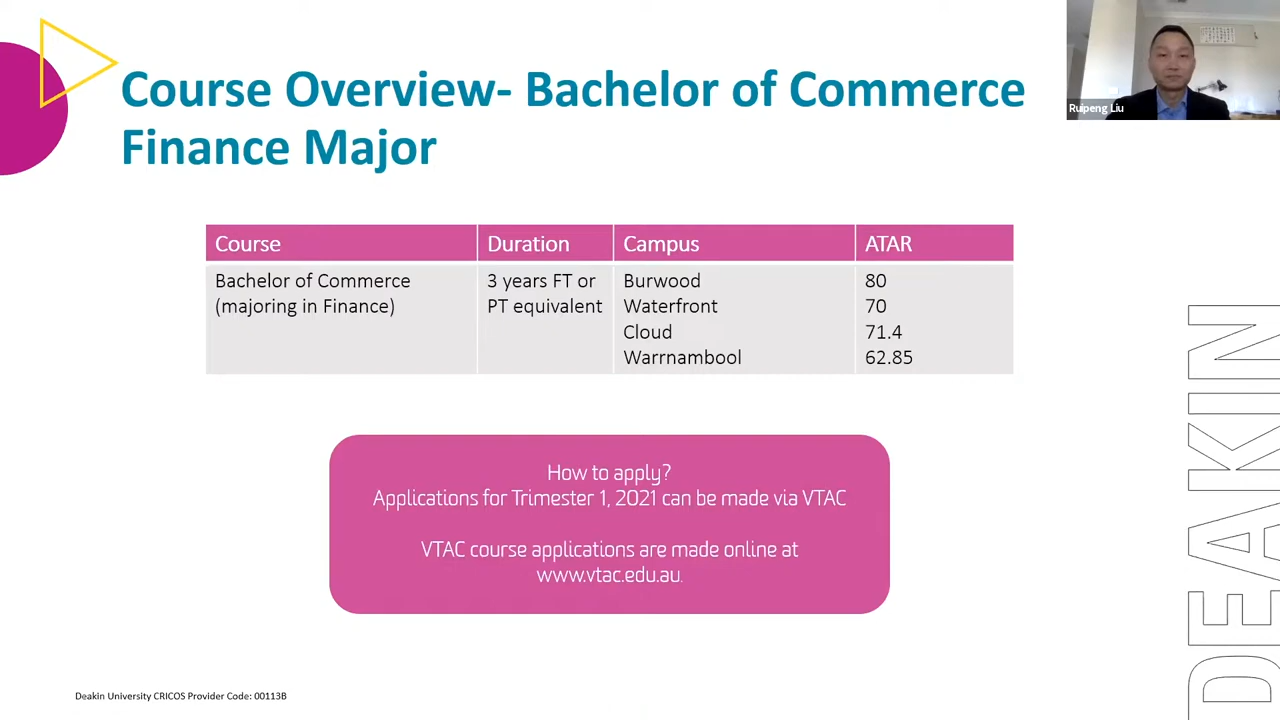 Course Overview- Bachelor of Commerce
Finance Major
Ruipeng Liu
Course Duration Campus ATAR
Bachelor of Commerce 3 years FT or Burwood 80
(majoring in Finance) PT equivalent Waterfront 70
Cloud 71.4
Warrnambool 62.85
How to apply?
Applications for Trimester 1, 2021 can be made via VTAC
VTAC course applications are made online at
www.vtac.edu.au.
DEAKIN
Deakin University CRICOS Provider Code: 00113B